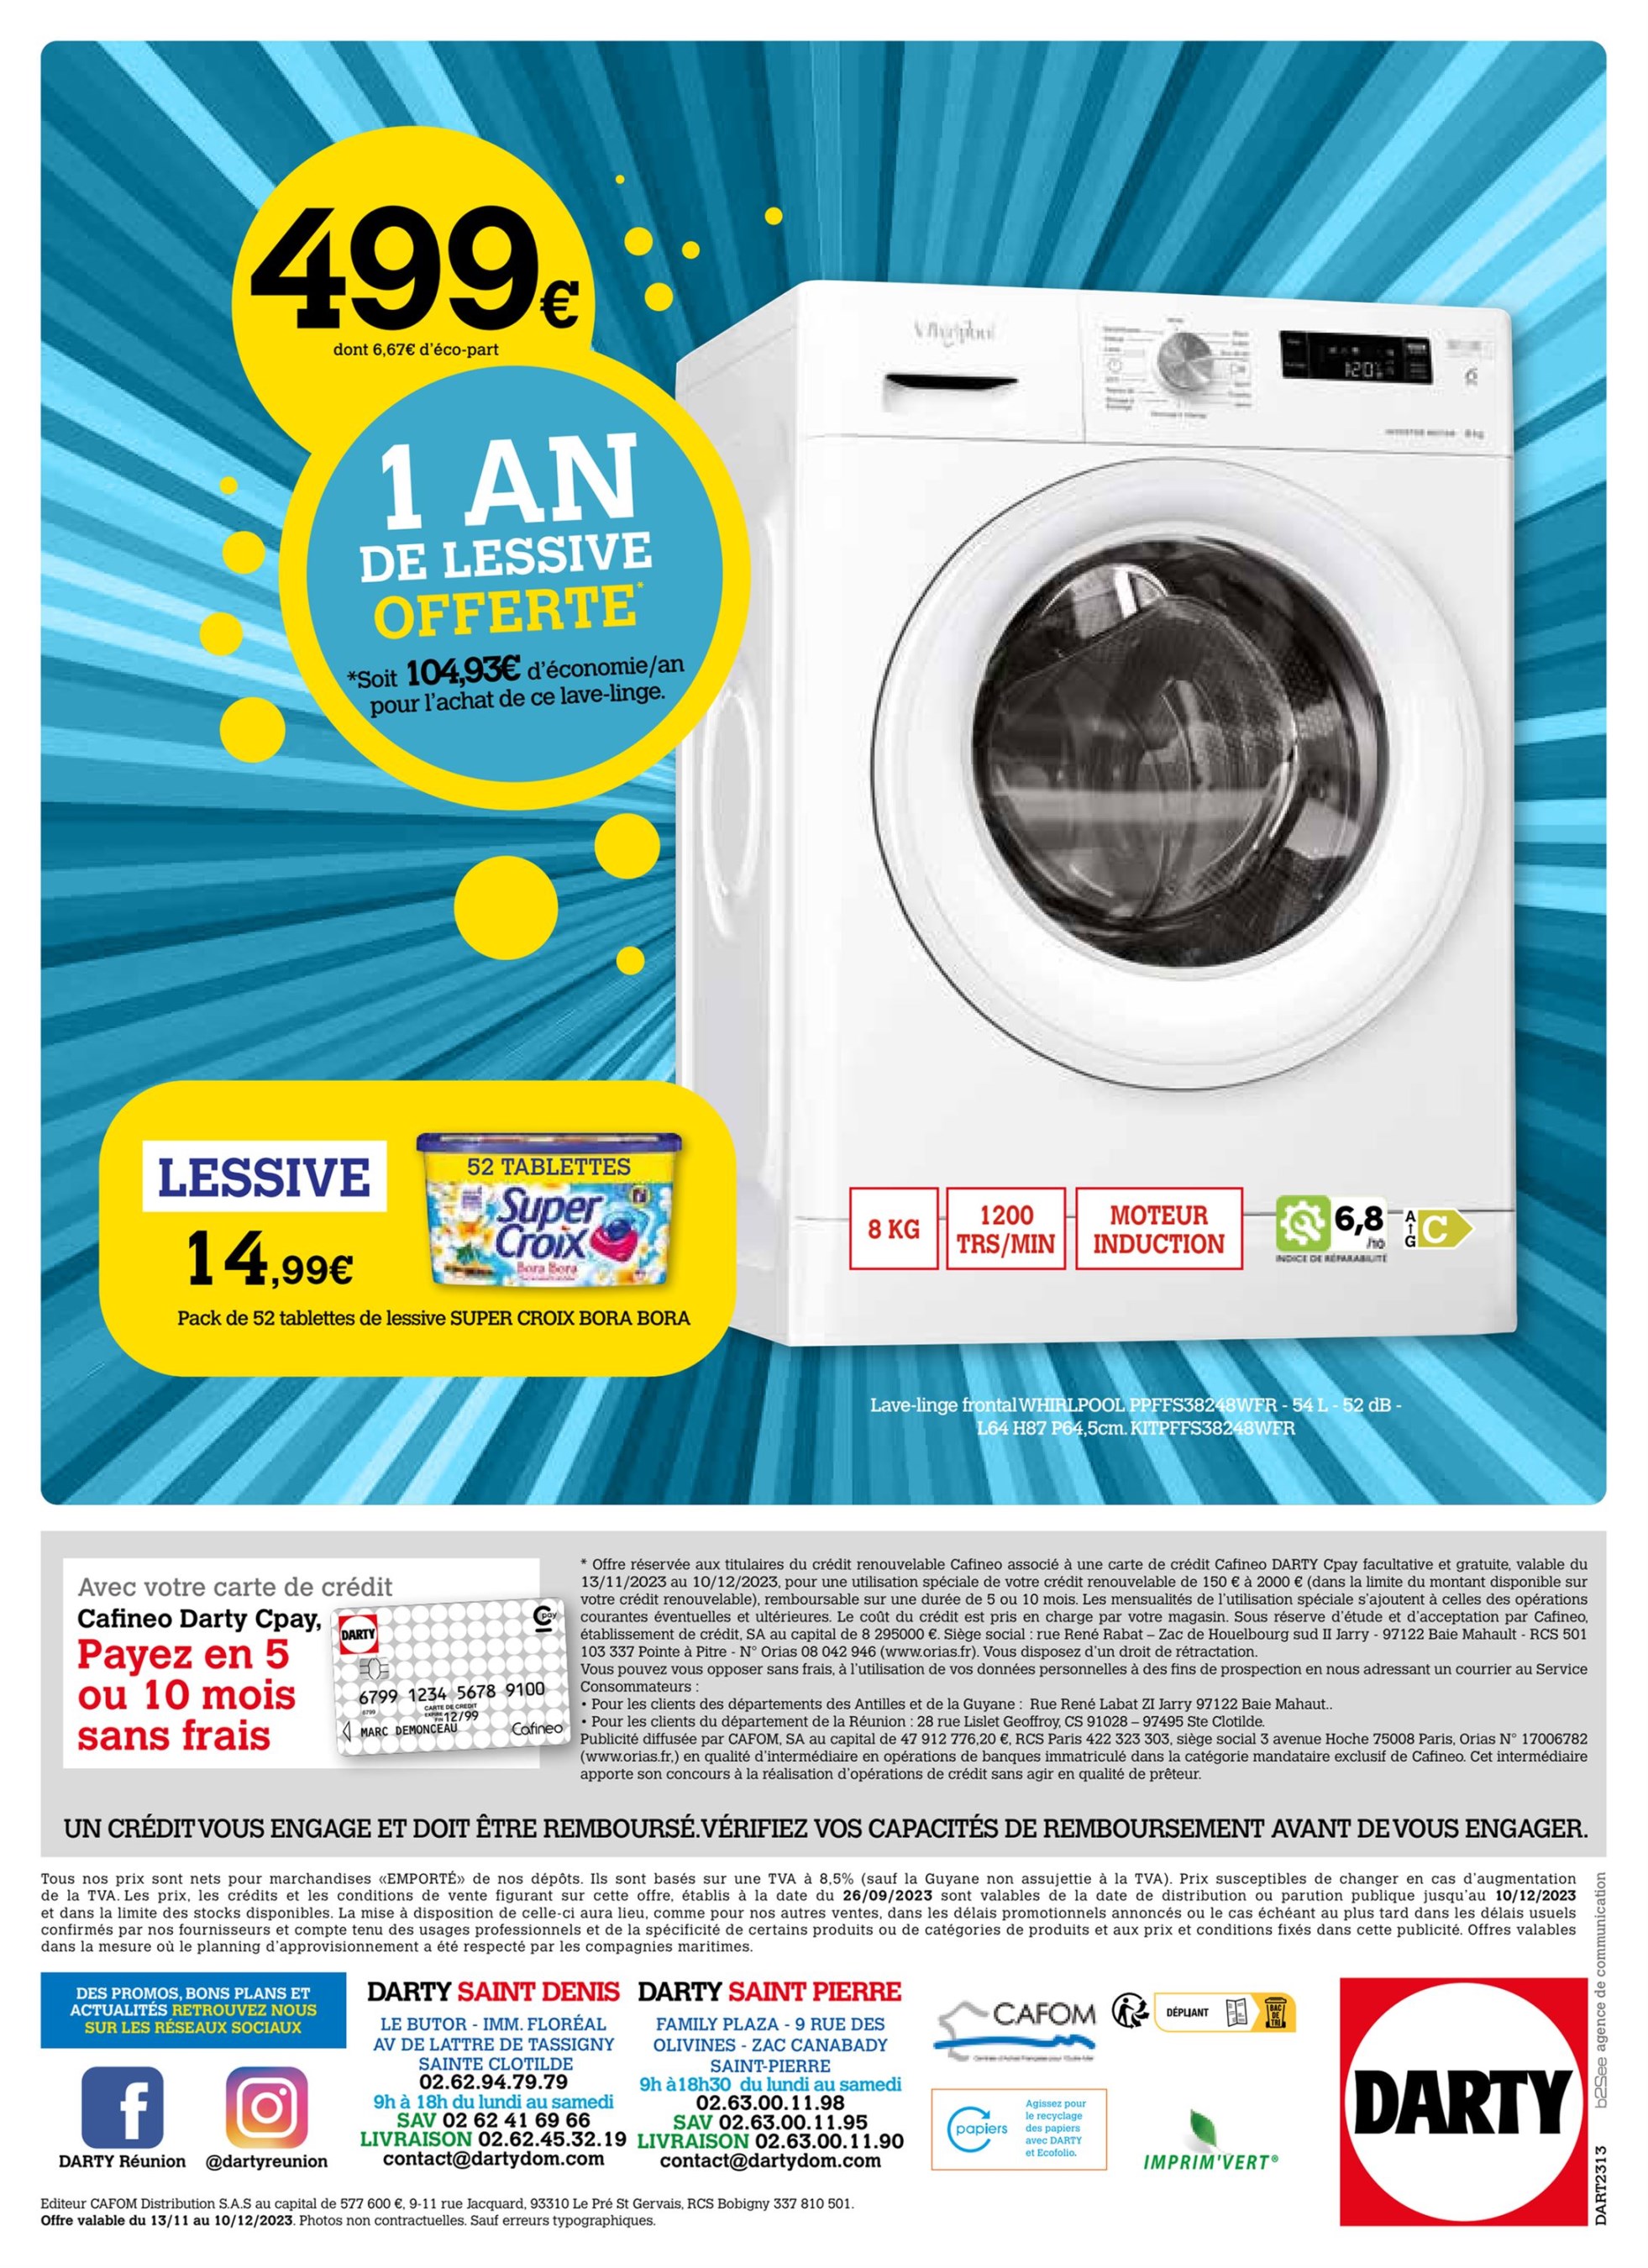 499€
dont 6,67€ d'éco-part
1 AN
DE LESSIVE
OFFERTE*
*Soit 104,93€ d'économie/an
pour l'achat de ce lave-linge.
Whirlpool
LESSIVE
14,99€
52 TABLETTES
Super
Croix
Bora Bora
Pack de 52 tablettes de lessive SUPER CROIX BORA BORA
8 KG
1200
TRS/MIN
MOTEUR
INDUCTION
6,8
/10
INDICE DE RÉPARABILITÉ
A
G
C
Lave-linge frontal WHIRLPOOL PPFFS38248WFR - 54 L - 52 dB -
L64 H87 P64,5cm. KITPFFS38248WFR
Avec votre carte de crédit
Cafineo Darty Cpay,
Payez en 5
ou 10 mois
sans frais
DARTY
Cpay
6799 1234 5678 9100
6799
CARTE DE CREDIT
12/99
MARC DEMONCEAU
Cafineo
* Offre réservée aux titulaires du crédit renouvelable Cafineo associé à une carte de crédit Cafineo DARTY Cpay facultative et gratuite, valable du
13/11/2023 au 10/12/2023, pour une utilisation spéciale de votre crédit renouvelable de 150 € à 2000 € (dans la limite du montant disponible sur
votre crédit renouvelable), remboursable sur une durée de 5 ou 10 mois. Les mensualités de l'utilisation spéciale s'ajoutent à celles des opérations
courantes éventuelles et ultérieures. Le coût du crédit est pris en charge par votre magasin. Sous réserve d'étude et d'acceptation par Cafineo,
établissement de crédit, SA au capital de 8 295000 €. Siège social : rue René Rabat – Zac de Houelbourg sud II Jarry - 97122 Baie Mahault - RCS 501
103 337 Pointe à Pitre - N° Orias 08 042 946 (www.orias.fr). Vous disposez d'un droit de rétractation.
Vous pouvez vous opposer sans frais, à l'utilisation de vos données personnelles à des fins de prospection en nous adressant un courrier au Service
Consommateurs :
• Pour les clients des départements des Antilles et de la Guyane : Rue René Labat ZI Jarry 97122 Baie Mahaut..
• Pour les clients du département de la Réunion : 28 rue Lislet Geoffroy, CS 91028 – 97495 Ste Clotilde.
Publicité diffusée par CAFOM, SA au capital de 47 912 776,20 €, RCS Paris 422 323 303, siège social 3 avenue Hoche 75008 Paris, Orias N° 17006782
(www.orias.fr,) en qualité d'intermédiaire en opérations de banques immatriculé dans la catégorie mandataire exclusif de Cafineo. Cet intermédiaire
apporte son concours à la réalisation d'opérations de crédit sans agir en qualité de prêteur.
UN CRÉDIT VOUS ENGAGE ET DOIT ÊTRE REMBOURSÉ. VÉRIFIEZ VOS CAPACITÉS DE REMBOURSEMENT AVANT DE VOUS ENGAGER.
Tous nos prix sont nets pour marchandises «EMPORTÉ» de nos dépôts. Ils sont basés sur une TVA à 8,5% (sauf la Guyane non assujettie à la TVA). Prix susceptibles de changer en cas d'augmentation
de la TVA. Les prix, les crédits et les conditions de vente figurant sur cette offre, établis à la date du 26/09/2023 sont valables de la date de distribution ou parution publique jusqu'au 10/12/2023
et dans la limite des stocks disponibles. La mise à disposition de celle-ci aura lieu, comme pour nos autres ventes, dans les délais promotionnels annoncés ou le cas échéant au plus tard dans les délais usuels
confirmés par nos fournisseurs et compte tenu des usages professionnels et de la spécificité de certains produits ou de catégories de produits et aux prix et conditions fixés dans cette publicité. Offres valables
dans la mesure où le planning d'approvisionnement a été respecté par les compagnies maritimes.
DES PROMOS, BONS PLANS ET
ACTUALITÉS RETROUVEZ NOUS
SUR LES RÉSEAUX SOCIAUX
DARTY Réunion
@dartyreunion
DARTY SAINT DENIS
LE BUTOR - IMM. FLORÉAL
AV DE LATTRE DE TASSIGNY
SAINTE CLOTILDE
02.62.94.79.79
9h à 18h du lundi au samedi
SAV 02 62 41 69 66
LIVRAISON 02.62.45.32.19
contact@dartydom.com
DARTY SAINT PIERRE
FAMILY PLAZA - 9 RUE DES
OLIVINES - ZAC CANABADY
SAINT-PIERRE
9h à18h30 du lundi au samedi
02.63.00.11.98
SAV 02.63.00.11.95
LIVRAISON 02.63.00.11.90
contact@dartydom.com
CAFOM
DÉPLIANT
BAC
DE
TRI
papiers
Agissez pour
le recyclage
des papiers
avec DARTY
et Ecofolio.
IMPRIM'VERT®
DARTY
DART2313
b2See agence de communication
Editeur CAFOM Distribution S.A.S au capital de 577 600 €, 9-11 rue Jacquard, 93310 Le Pré St Gervais, RCS Bobigny 337 810 501.
Offre valable du 13/11 au 10/12/2023. Photos non contractuelles. Sauf erreurs typographiques.